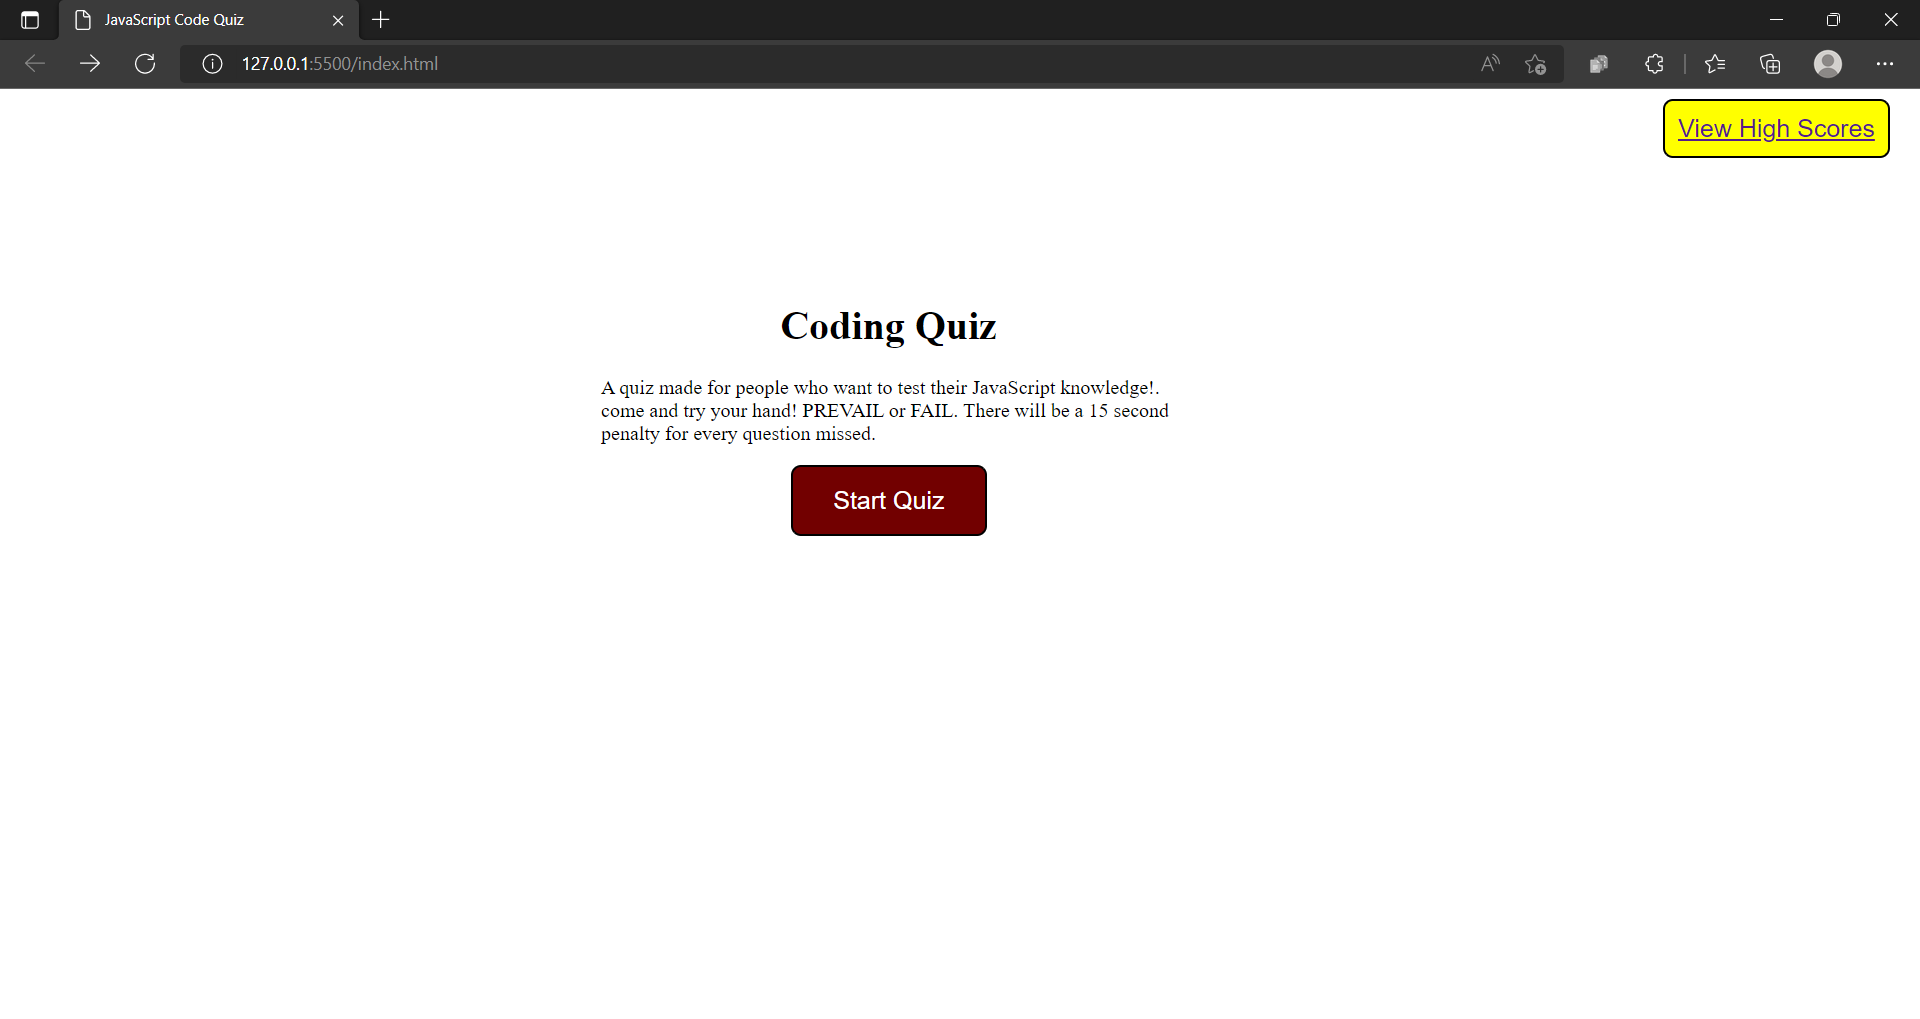 JavaScript Code Quiz
127.0.0.1:5500/index.html
View High Scores
Coding Quiz
A quiz made for people who want to test their JavaScript knowledge!.
come and try your hand! PREVAIL or FAIL. There will be a 15 second
penalty for every question missed.
Start Quiz